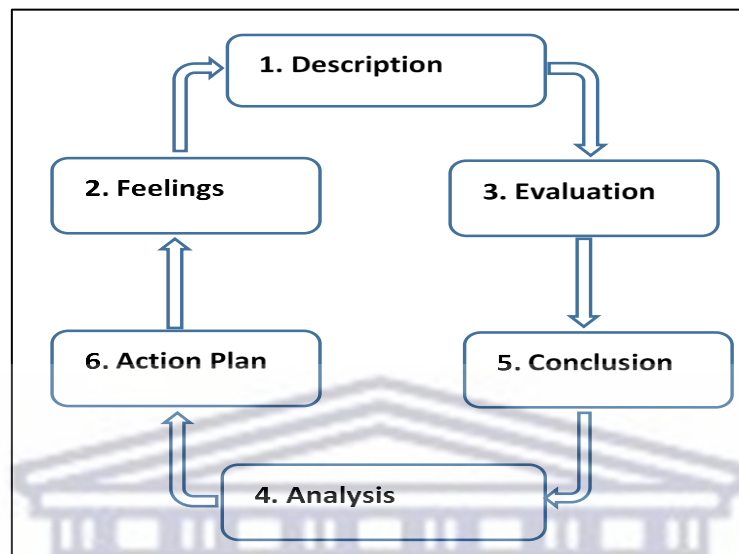 1. Description
2. Feelings
3. Evaluation
6. Action Plan
5. Conclusion
4. Analysis